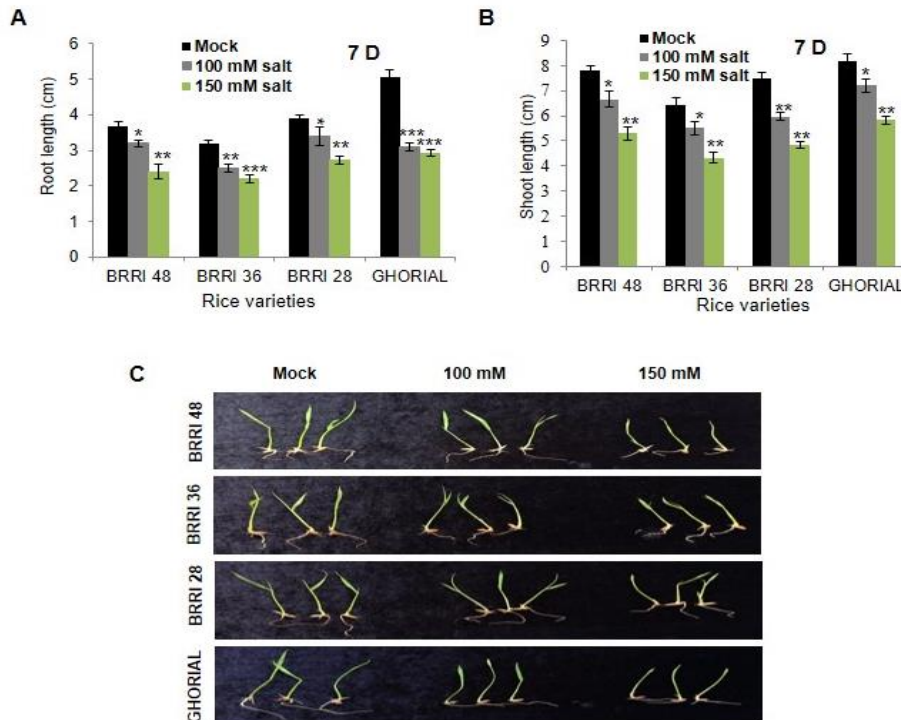 A
Mock
100 mM salt
150 mM salt
7 D
Root length (cm)
6
5
4
3
2
1
0
*
**
**
***
*
**
***
***
BRRI 48 BRRI 36 BRRI 28 GHORIAL
Rice varieties
B
Mock
100 mM salt
150 mM salt
7 D
Shoot length (cm)
9
8
7
6
5
4
3
2
1
0
*
**
*
**
**
**
*
**
BRRI 48 BRRI 36 BRRI 28 GHORIAL
Rice varieties
C
Mock 100 mM 150 mM
BRRI 48
BRRI 36
BRRI 28
GHORIAL